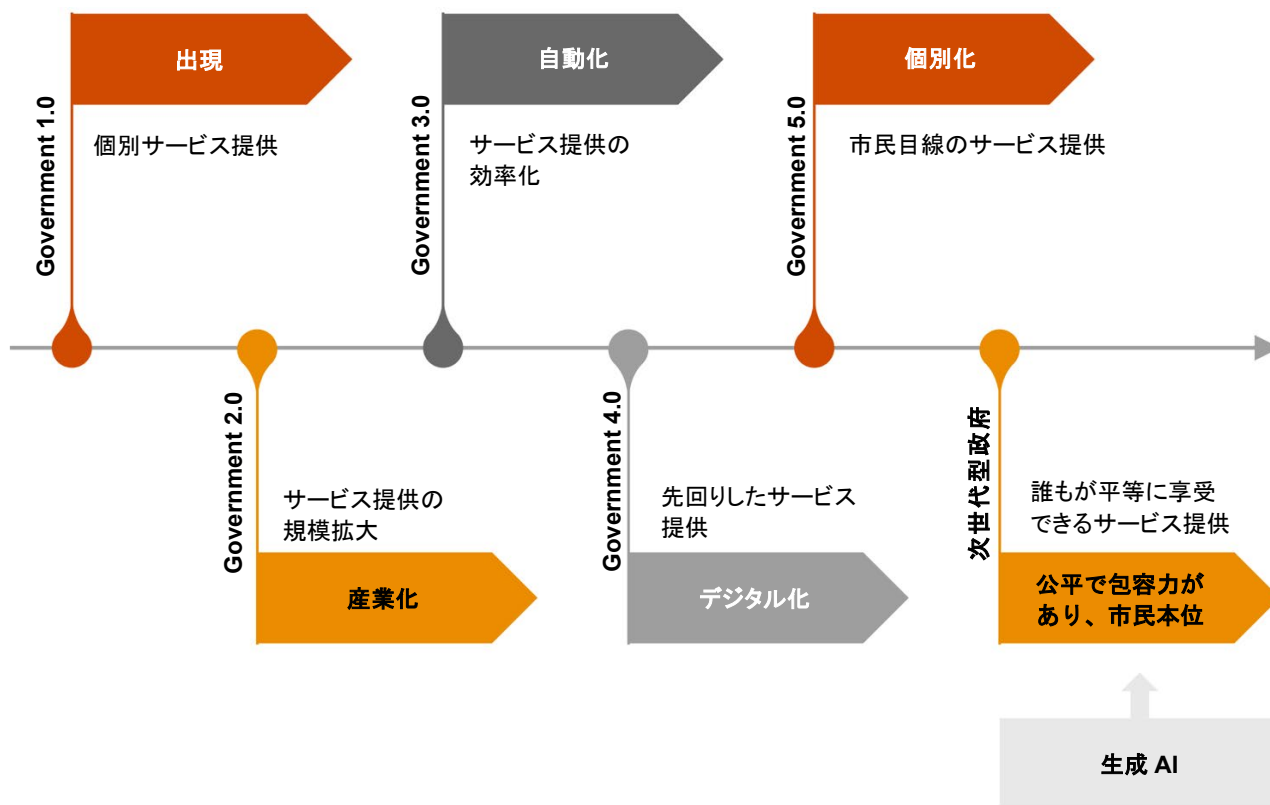 出現
Government 1.0
個別サービス提供
Government 2.0
サービス提供の
規模拡大
産業化
自動化
Government 3.0
サービス提供の
効率化
Government 4.0
先回りしたサービス
提供
デジタル化
個別化
Government 5.0
市民目線のサービス提供
次世代型政府
誰もが平等に享受
できるサービス提供
公平で包容力が
あり、市民本位
生成 AI